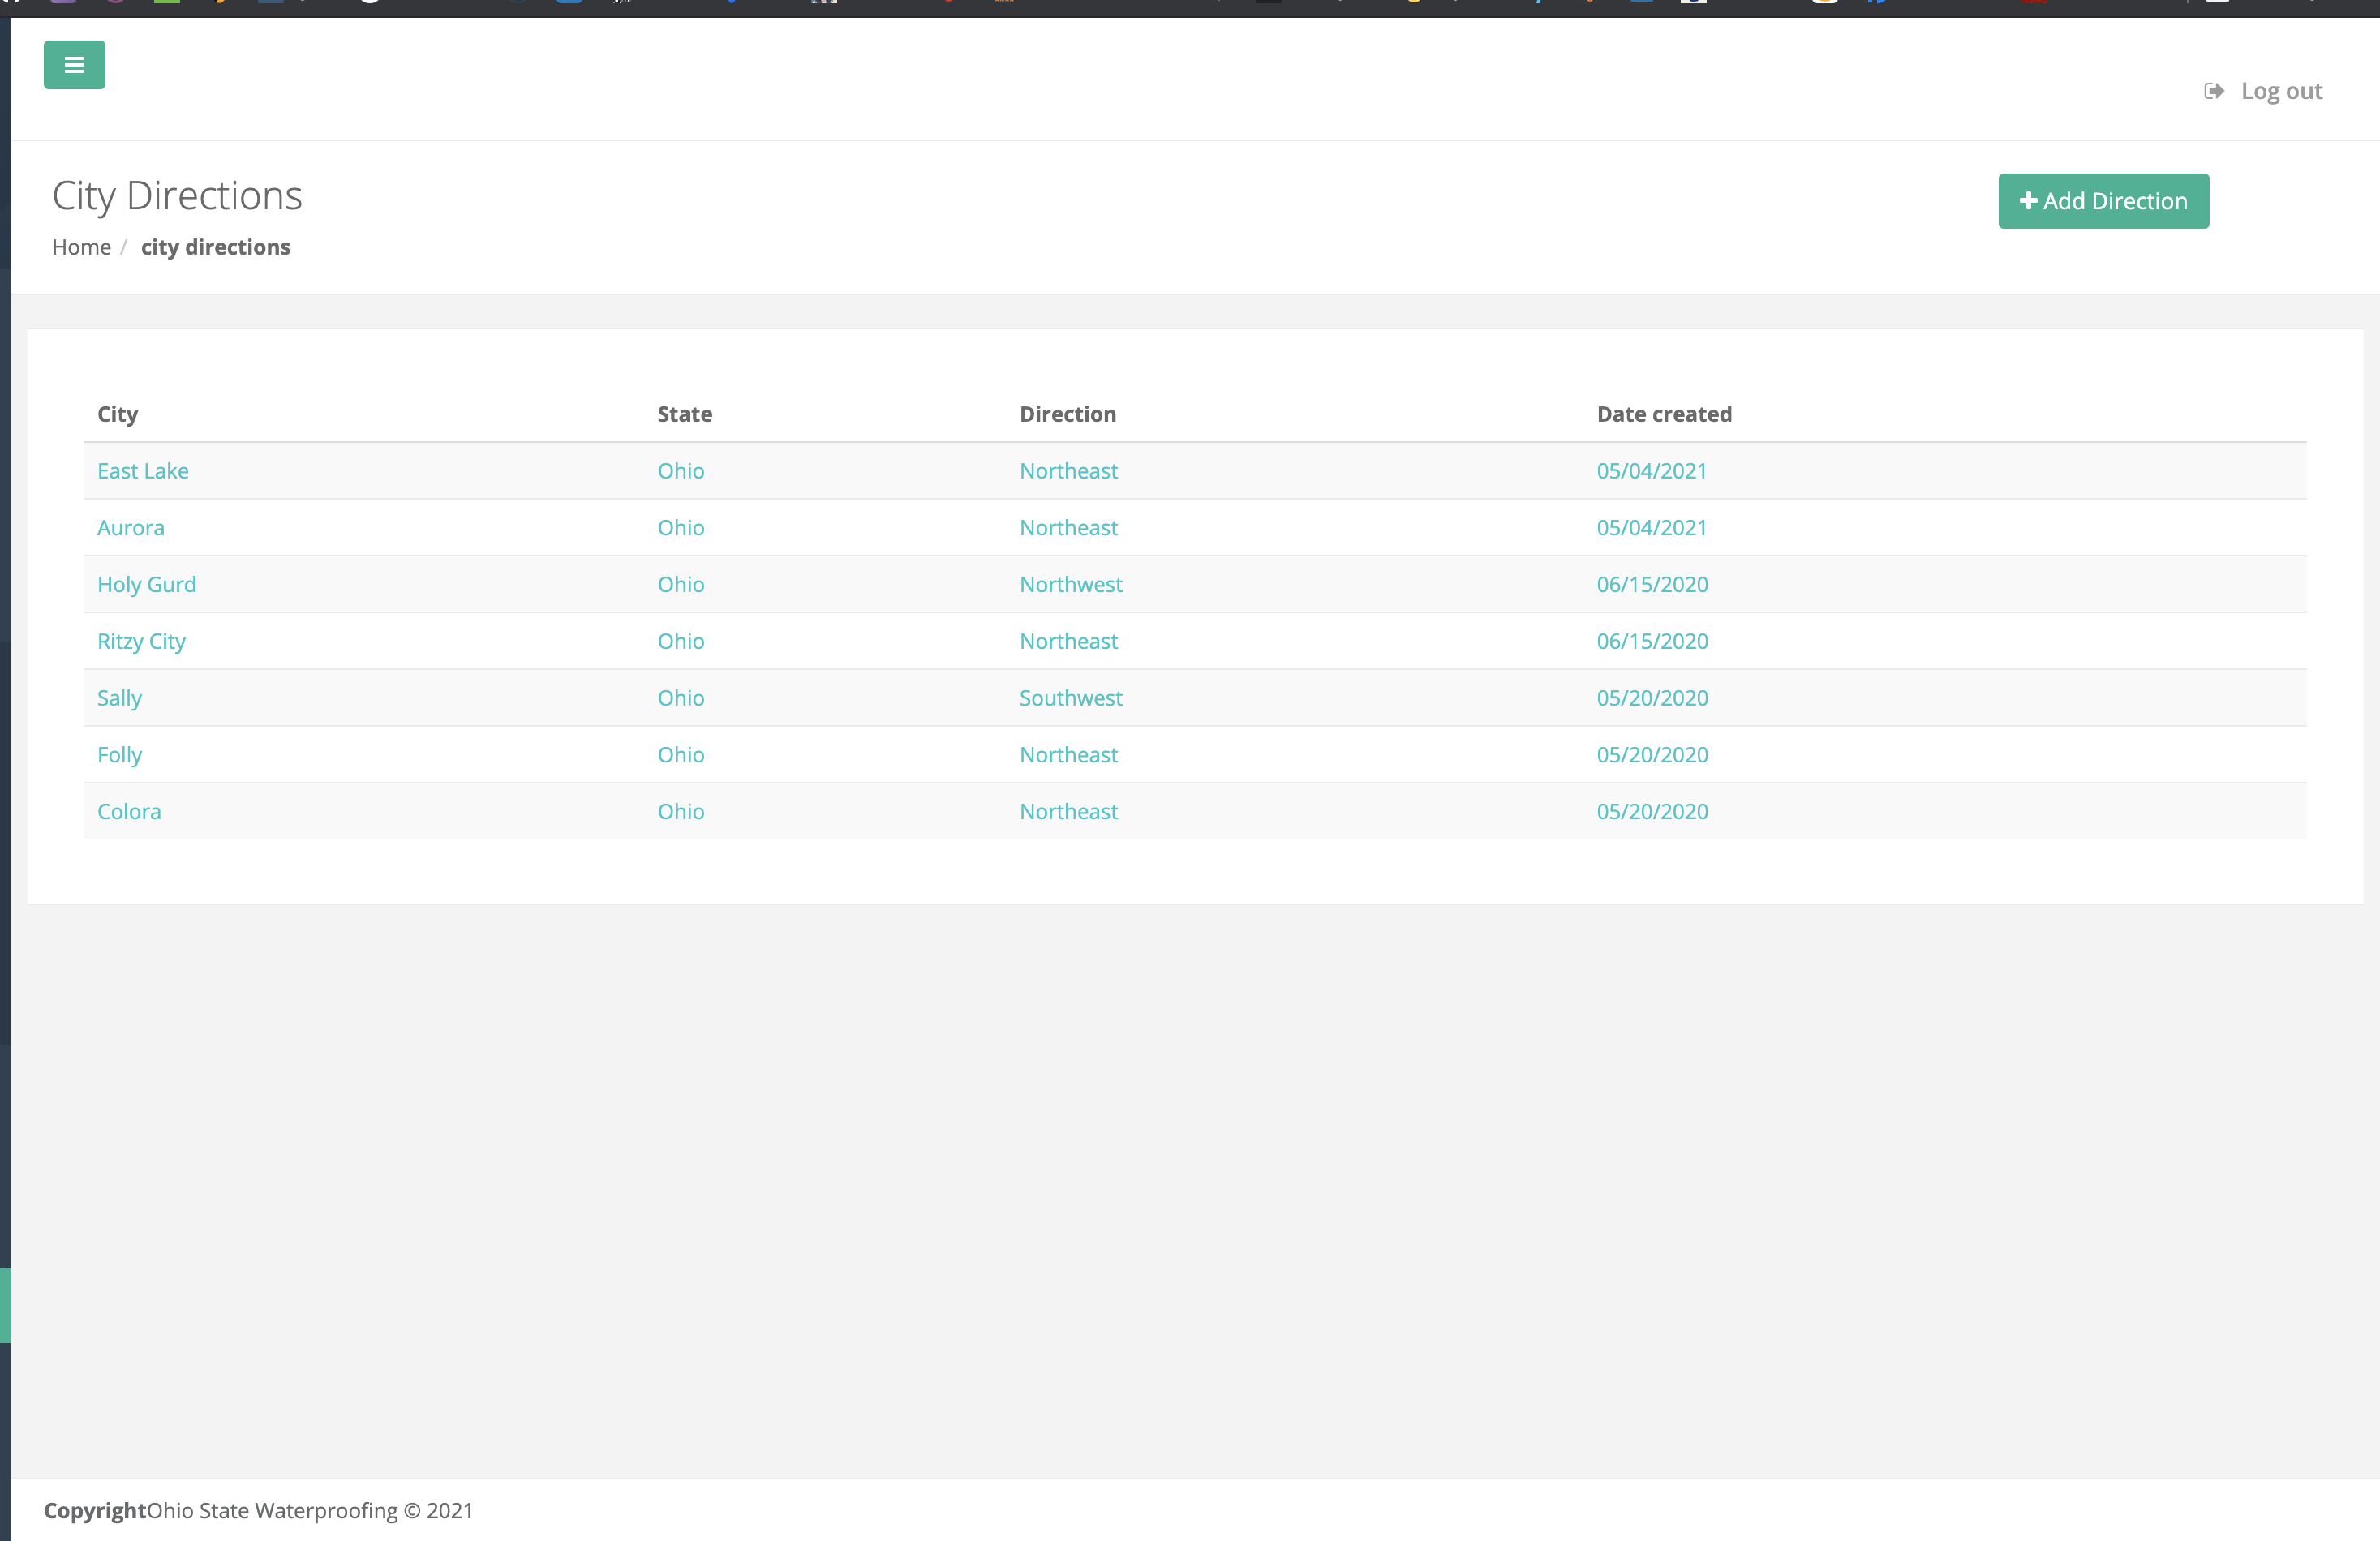 Log out
City Directions
Add Direction
Home / city directions
City State Direction Date created
East Lake Ohio Northeast 05/04/2021
Aurora Ohio Northeast 05/04/2021
Holy Gurd Ohio Northwest 06/15/2020
Ritzy City Ohio Northeast 06/15/2020
Sally Ohio Southwest 05/20/2020
Folly Ohio Northeast 05/20/2020
Colora Ohio Northeast 05/20/2020
CopyrightOhio State Waterproofing © 2021